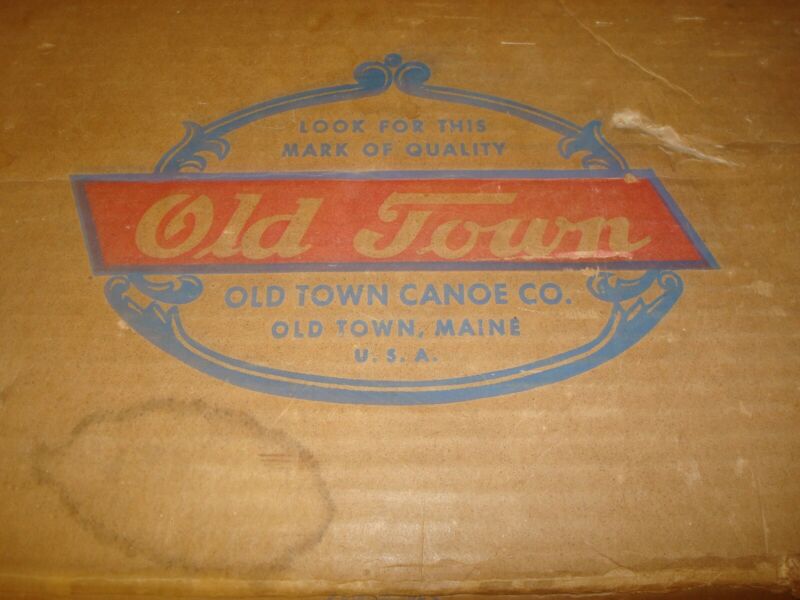 LOOK FOR THIS
MARK OF QUALITY
Old Town
OLD TOWN CANOE CO.
OLD TOWN, MAINE
U. S. A.